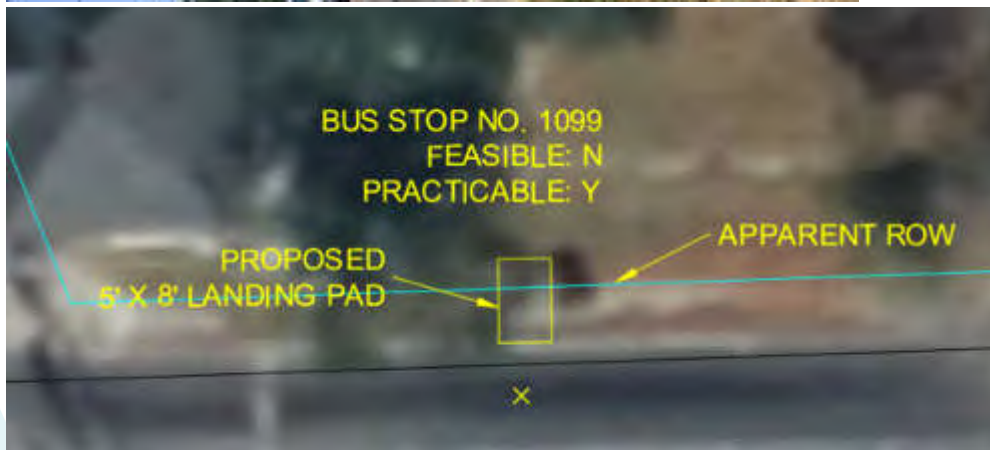 BUS STOP NO. 1099
FEASIBLE: N
PRACTICABLE: Y
APPARENT ROW
PROPOSED
5' X 8' LANDING PAD